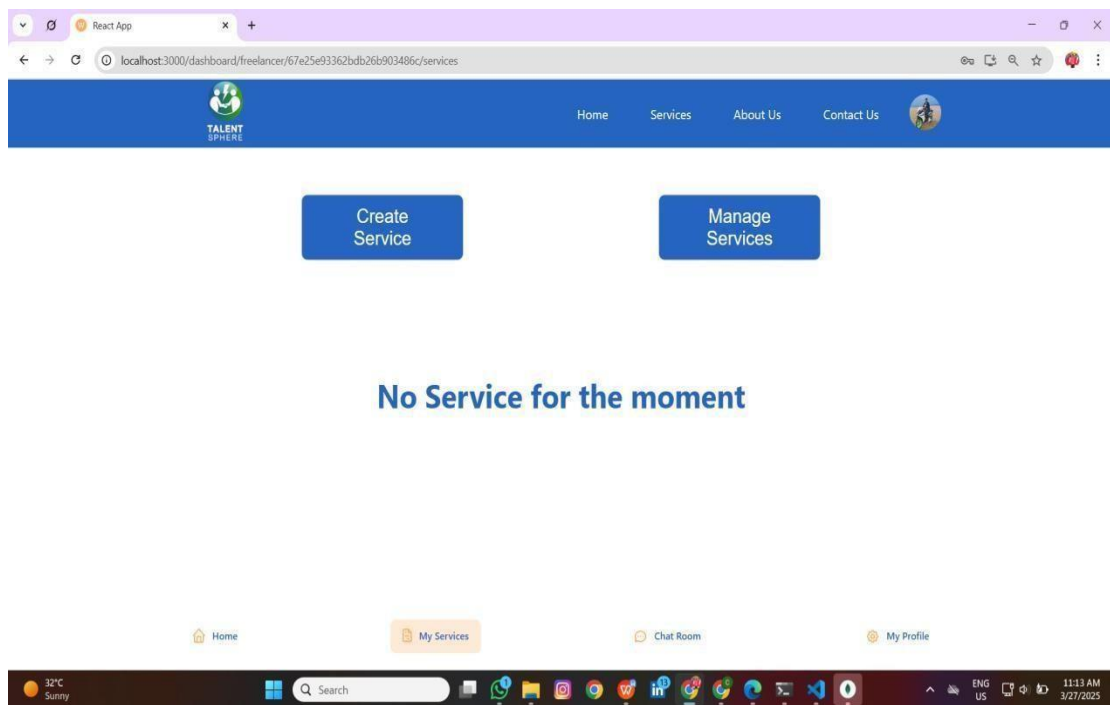 React App
localhost:3000/dashboard/freelancer/67e25e93362bdb26b903486c/services
TALENT
SPHERE
Home Services About Us Contact Us
Create
Service
Manage
Services
No Service for the moment
Home My Services Chat Room My Profile
32°C
Sunny
Search
13
ENG
US
11:13 AM
3/27/2025